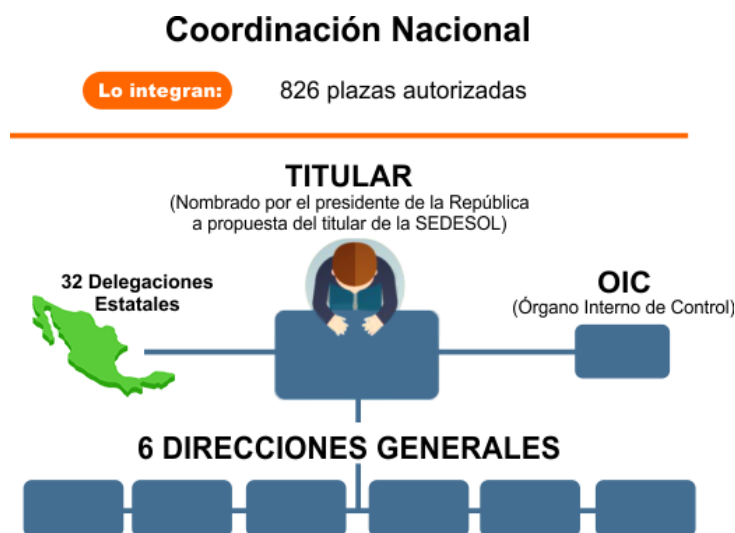 Coordinación Nacional
Lo integran:
826 plazas autorizadas
TITULAR
(Nombrado por el presidente de la República
a propuesta del titular de la SEDESOL)
32 Delegaciones
Estatales
OIC
(Órgano Interno de Control)
6 DIRECCIONES GENERALES